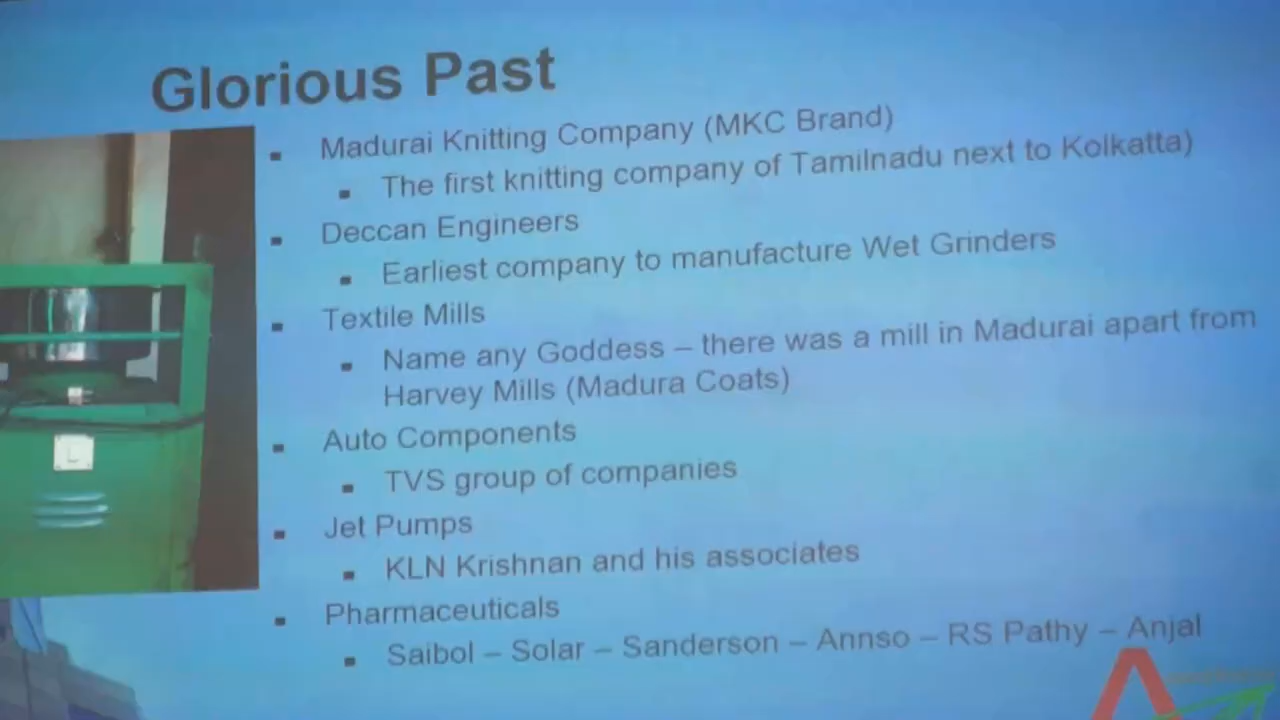 Glorious Past
Madurai Knitting Company (MKC Brand)
The first knitting company of Tamilnadu next to Kolkatta)
Deccan Engineers
Earliest company to manufacture Wet Grinders
Textile Mills
Name any Goddess – there was a mill in Madurai apart from
Harvey Mills (Madura Coats)
Auto Components
TVS group of companies
Jet Pumps
KLN Krishnan and his associates
Pharmaceuticals
Saibol – Solar – Sanderson – Annso – RS Pathy – Anjal